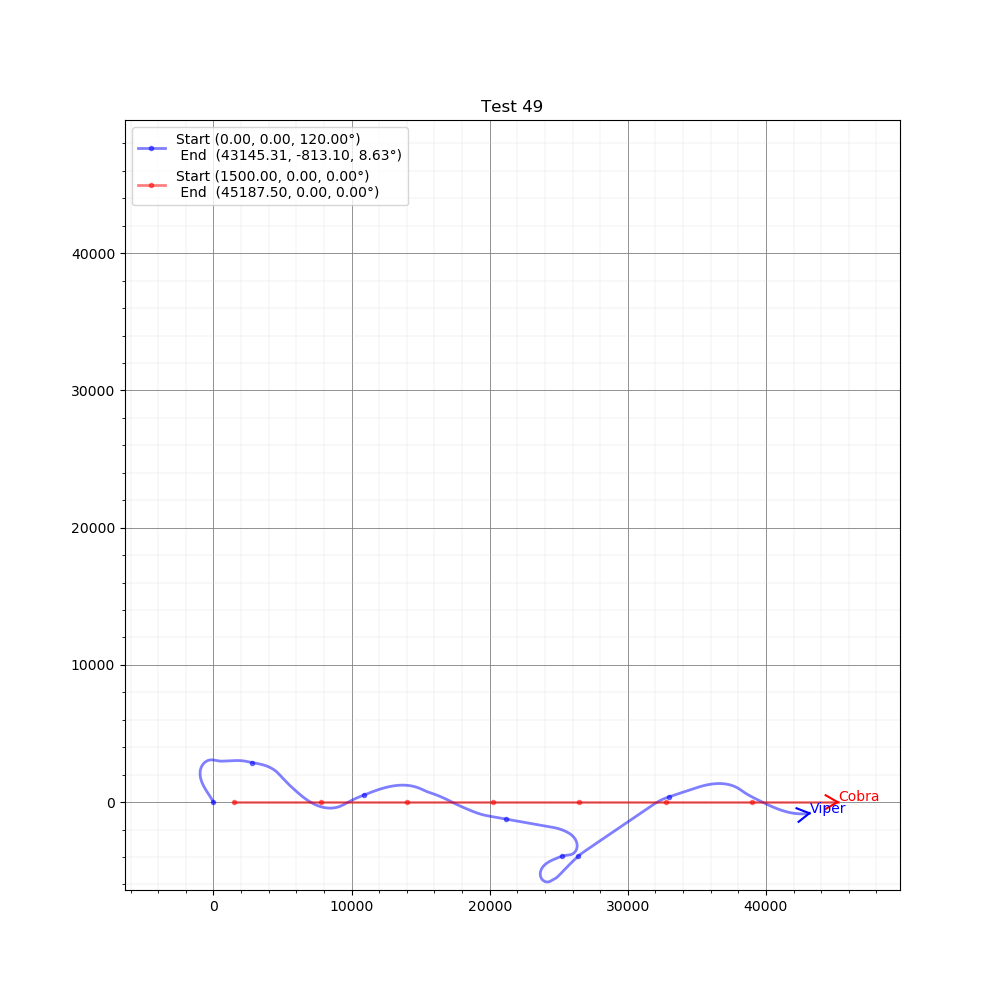 Test 49
Start (0.00, 0.00, 120.00°)
End  (43145.31, -813.10, 8.63°)
Start (1500.00, 0.00, 0.00°)
End  (45187.50, 0.00, 0.00°)
40000
30000
20000
10000
0
Cobra
Viper
0 10000 20000 30000 40000